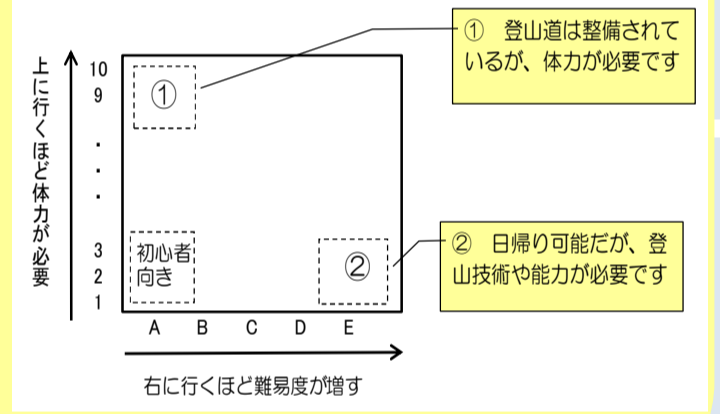 ① 登山道は整備されて
いるが、体力が必要です
上に行くほど体力が必要
10
9
・
・
・
3
2
1
①
初心者
向き
②
② 日帰り可能だが、登
山技術や能力が必要です
A B C D E
右に行くほど難易度が増す